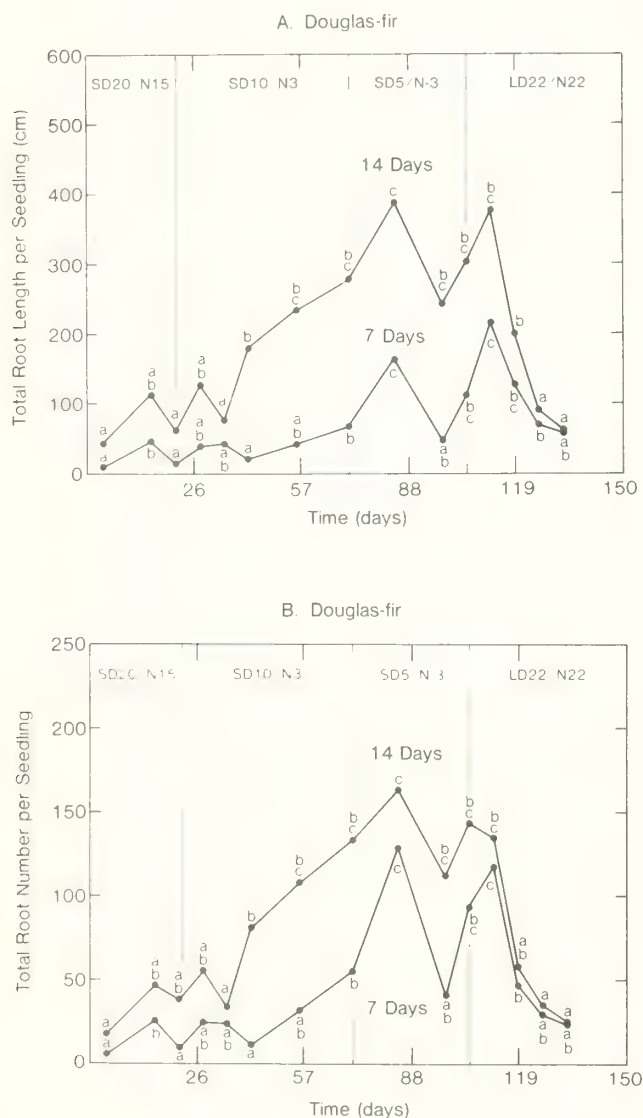 A. Douglas-fir
600
500
400
300
200
100
0
Total Root Length per Seedling (cm)
SD20 N15
SD10 N3
SD5/N-3
LD22/N22
14 Days
7 Days
a
a
b
a
a
b
a
b
b
c
b
c
c
b
c
b
c
b
c
b
a
a
a
b
a
a
b
a
b
a
a
b
b
c
a
b
b
c
c
b
c
a
b
a
b
26
57
88
119
150
Time (days)
B. Douglas-fir
250
200
150
100
50
0
Total Root Number per Seedling
N15
SD10 N3
SD5 N
LD22 N22
14 Days
7 Days
a
a
b
a
b
a
b
a
b
b
c
b
c
c
b
c
b
c
b
c
a
b
a
a
a
b
a
a
b
a
b
a
a
b
b
c
a
b
b
c
c
b
a
b
a
b
26
57
88
119
150
Time (days)